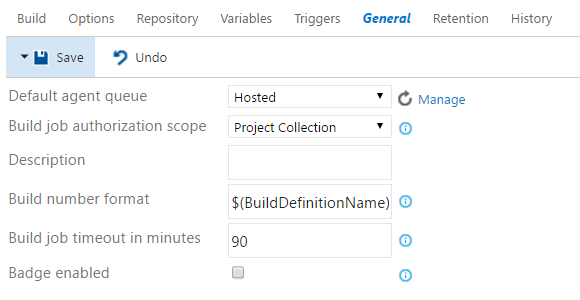 Build Options Repository Variables Triggers General Retention History
Save Undo
Default agent queue Hosted Manage
Build job authorization scope Project Collection
Description
Build number format $(BuildDefinitionName)
Build job timeout in minutes 90
Badge enabled